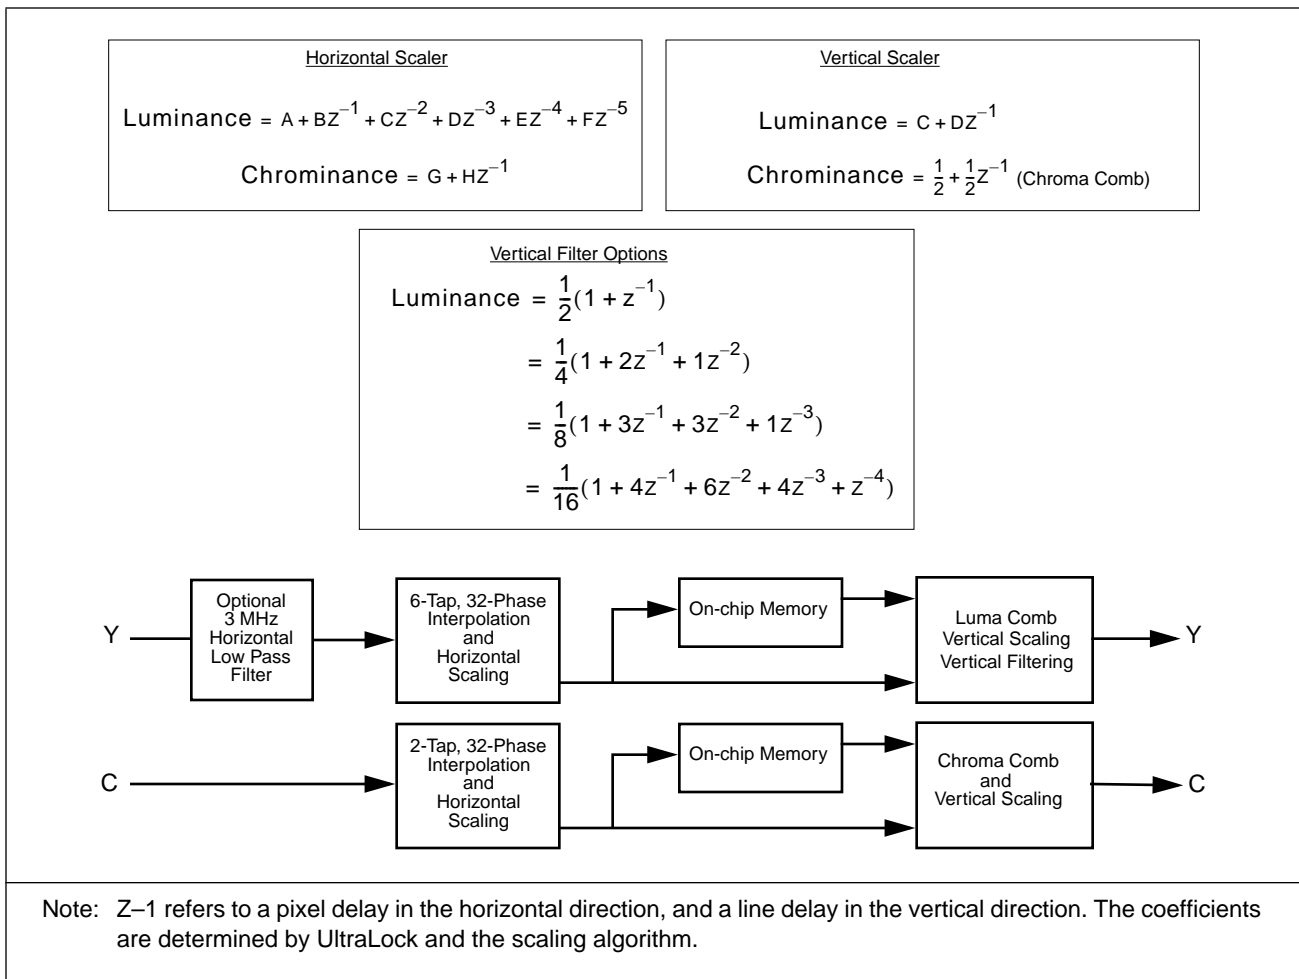 Horizontal Scaler
Luminance = A + BZ⁻¹ + CZ⁻² + DZ⁻³ + EZ⁻⁴ + FZ⁻⁵
Chrominance = G + HZ⁻¹
Vertical Scaler
Luminance = C + DZ⁻¹
Chrominance = 1/2 + 1/2 Z⁻¹ (Chroma Comb)
Vertical Filter Options
Luminance = 1/2 (1 + z⁻¹)
= 1/4 (1 + 2Z⁻¹ + 1Z⁻²)
= 1/8 (1 + 3Z⁻¹ + 3Z⁻² + 1Z⁻³)
= 1/16 (1 + 4Z⁻¹ + 6Z⁻² + 4Z⁻³ + Z⁻⁴)
Y
Optional
3 MHz
Horizontal
Low Pass
Filter
6-Tap, 32-Phase
Interpolation
and
Horizontal
Scaling
On-chip Memory
Luma Comb
Vertical Scaling
Vertical Filtering
Y
C
2-Tap, 32-Phase
Interpolation
and
Horizontal
Scaling
On-chip Memory
Chroma Comb
and
Vertical Scaling
C
Note: Z–1 refers to a pixel delay in the horizontal direction, and a line delay in the vertical direction. The coefficients
are determined by UltraLock and the scaling algorithm.